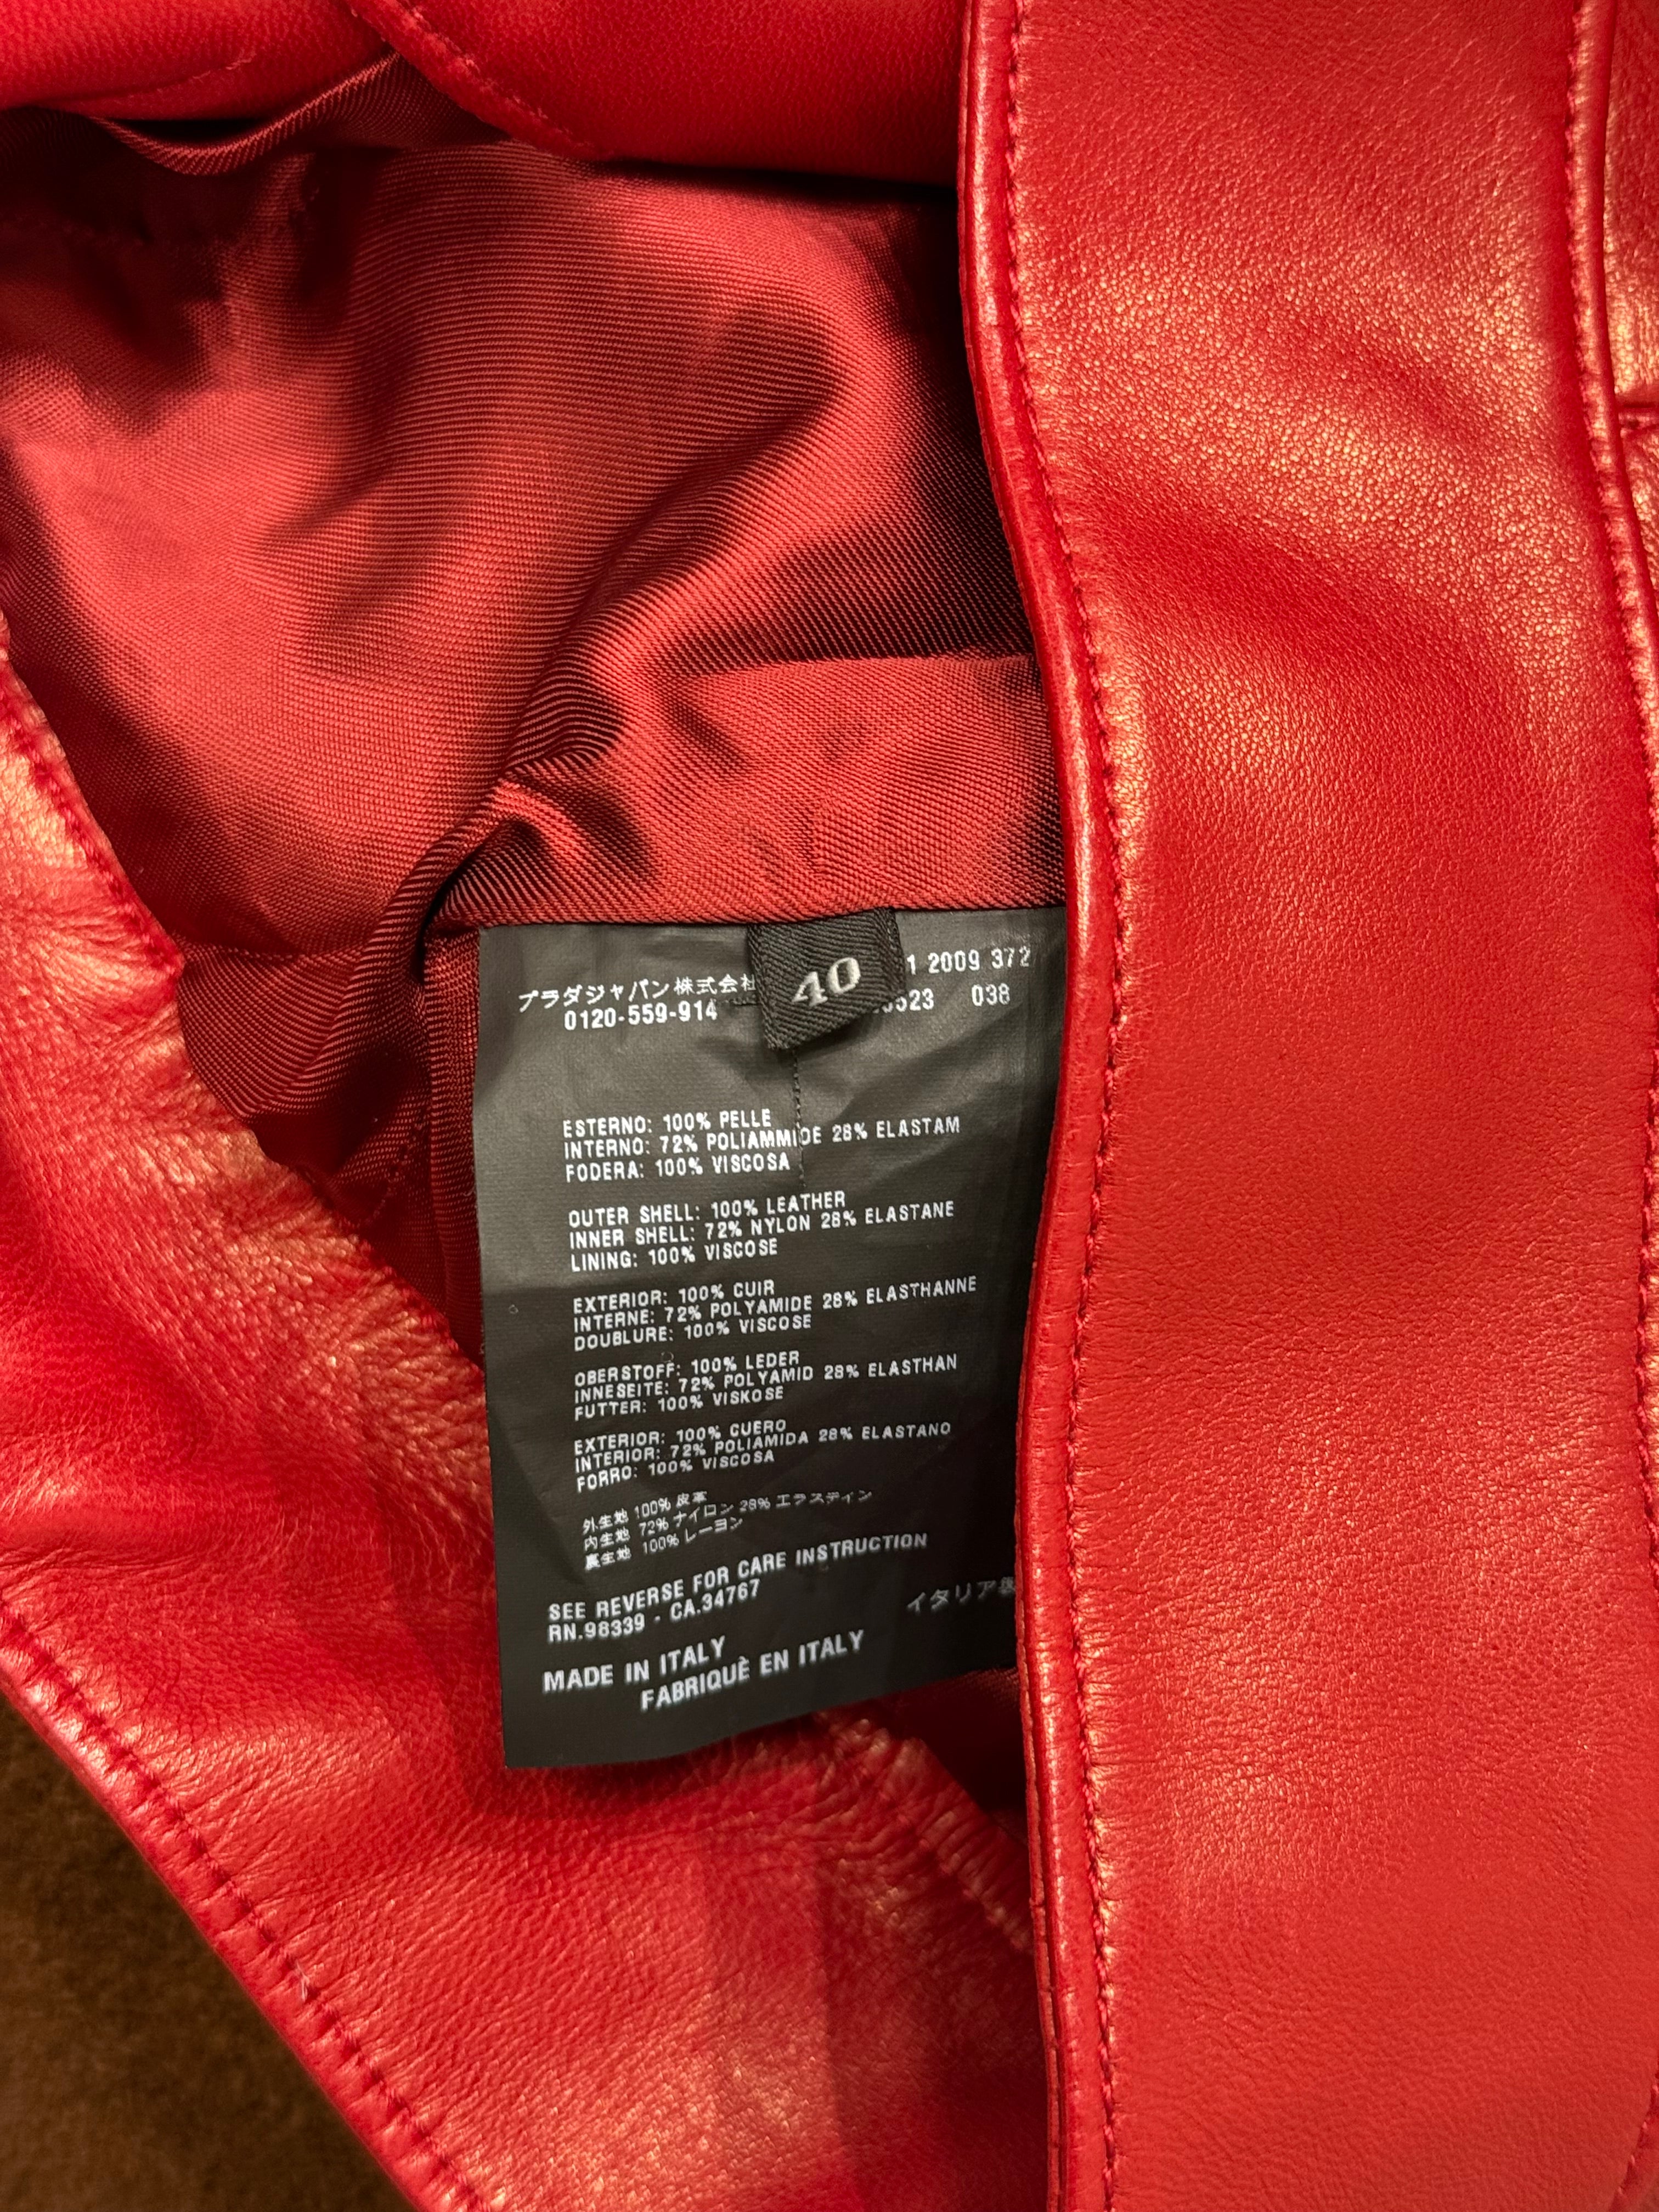 プラダジャパン株式会社
0120-559-914
40
1 2009 372
523 038
ESTERNO: 100% PELLE
INTERNO: 72% POLIAMMIDE 28% ELASTAM
FODERA: 100% VISCOSA
OUTER SHELL: 100% LEATHER
INNER SHELL: 72% NYLON 28% ELASTANE
LINING: 100% VISCOSE
EXTERIOR: 100% CUIR
INTERNE: 72% POLYAMIDE 28% ELASTHANNE
DOUBLURE: 100% VISCOSE
OBERSTOFF: 100% LEDER
INNESEITE: 72% POLYAMID 28% ELASTHAN
FUTTER: 100% VISKOSE
EXTERIOR: 100% CUERO
INTERIOR: 72% POLIAMIDA 28% ELASTANO
FORRO: 100% VISCOSA
外生地 100% 皮革
内生地 72% ナイロン 28% エラスティン
裏生地 100% レーヨン
SEE REVERSE FOR CARE INSTRUCTION
RN.98339 - CA.34767
イタリア製
MADE IN ITALY
FABRIQUÈ EN ITALY